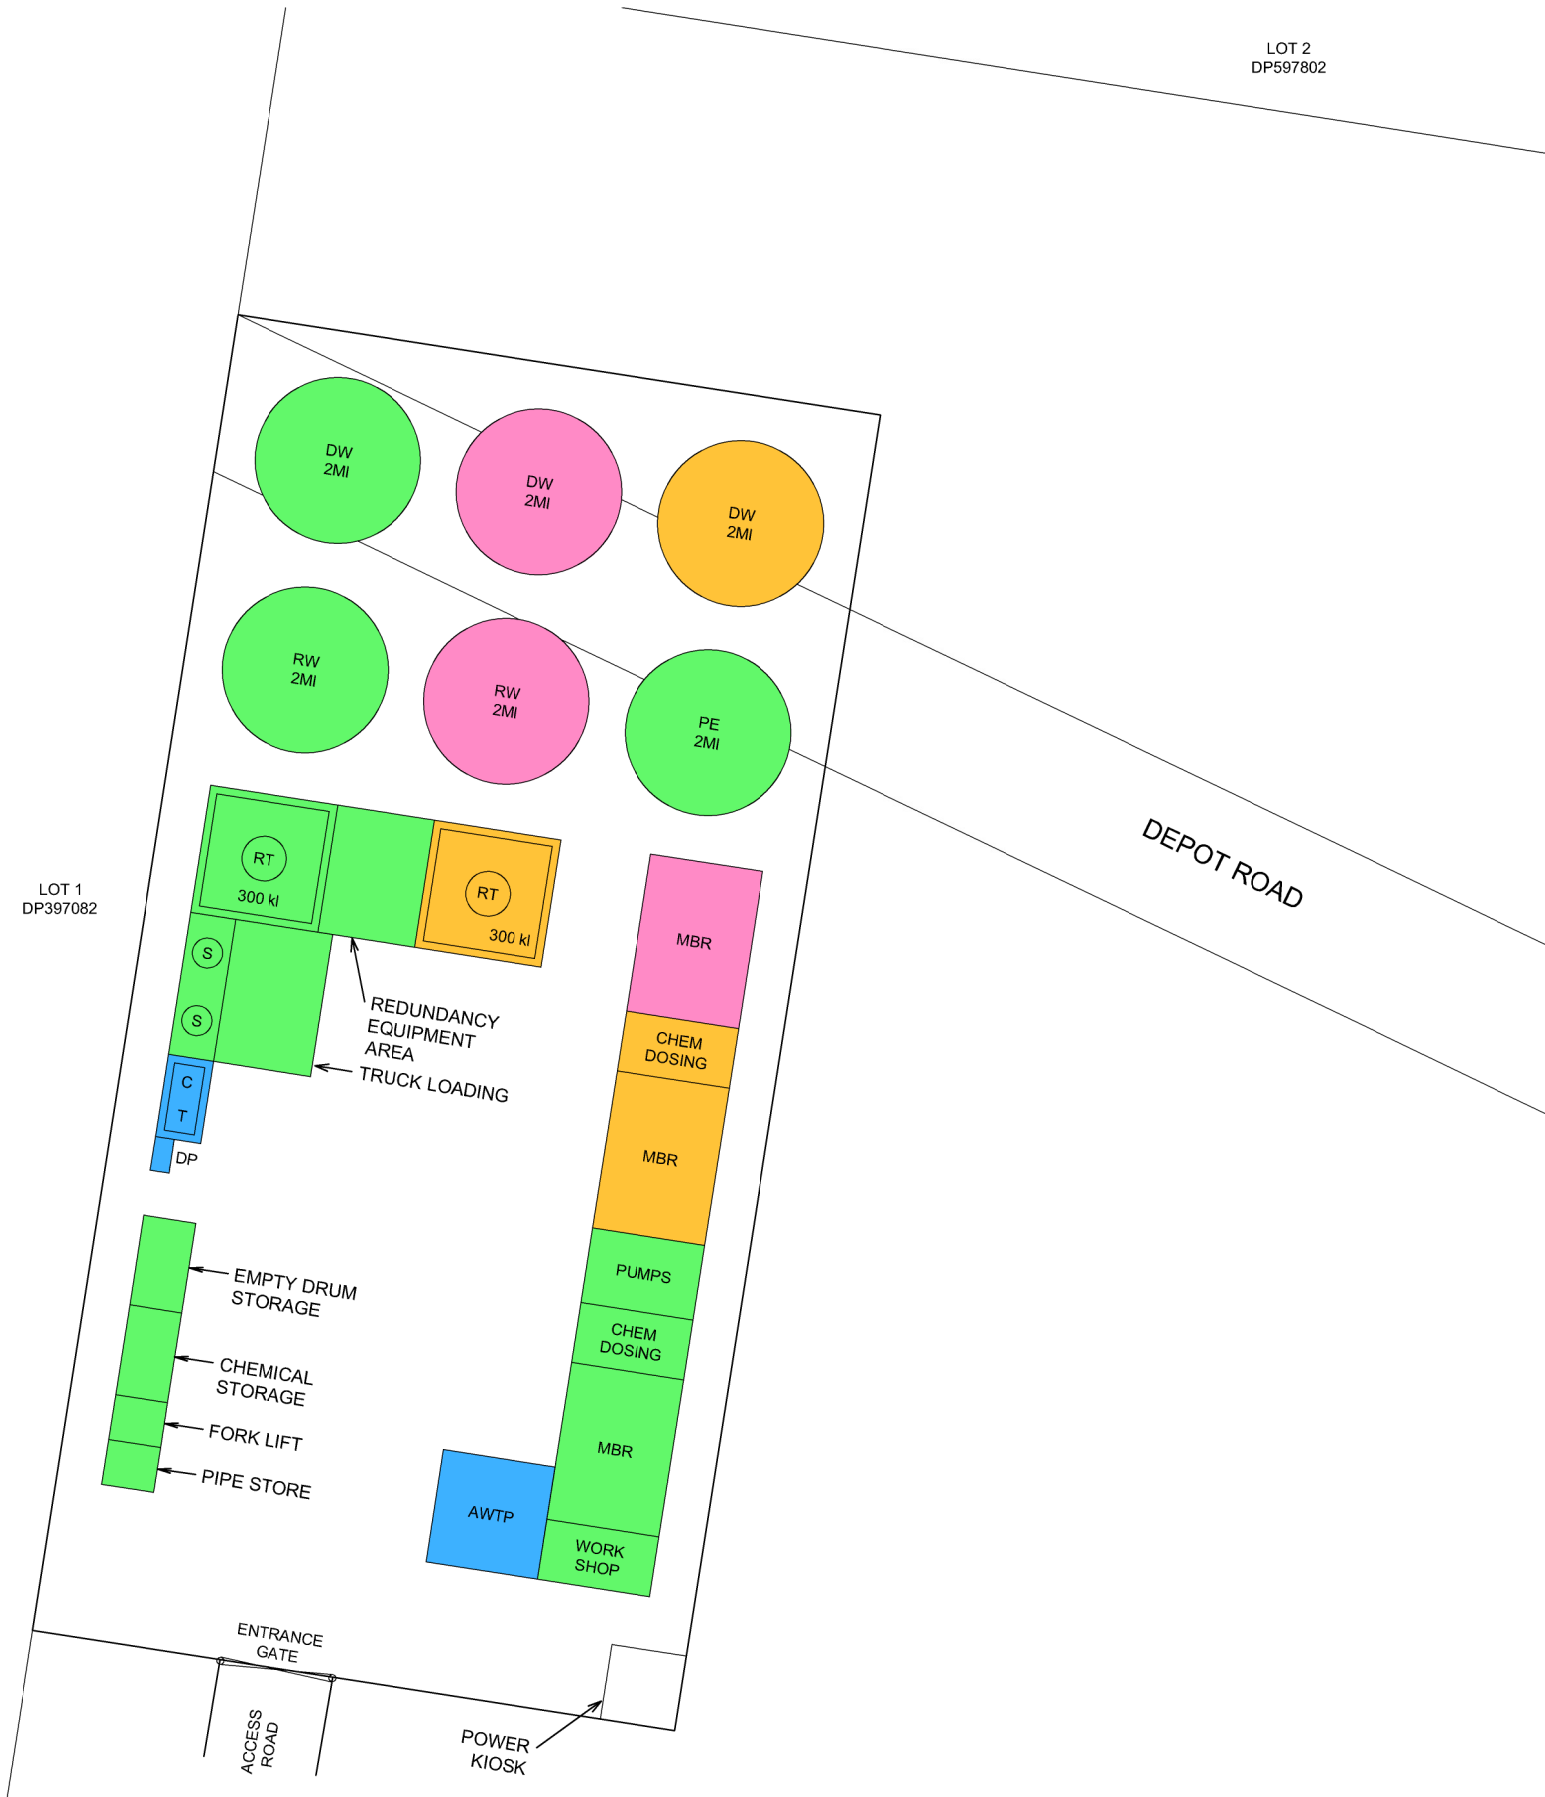 LOT 2
DP597802
DW
2Ml
DW
2Ml
DW
2Ml
RW
2Ml
RW
2Ml
PE
2Ml
DEPOT ROAD
LOT 1
DP397082
RT
300 kl
RT
300 kl
S
S
REDUNDANCY
EQUIPMENT
AREA
TRUCK LOADING
C
T
DP
MBR
CHEM
DOSING
MBR
PUMPS
CHEM
DOSING
MBR
WORK
SHOP
AWTP
EMPTY DRUM
STORAGE
CHEMICAL
STORAGE
FORK LIFT
PIPE STORE
ENTRANCE
GATE
ACCESS
ROAD
POWER
KIOSK